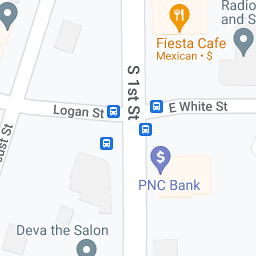 Radio
and S
Fiesta Cafe
Mexican • $
S 1st St
Logan St
E White St
PNC Bank
Deva the Salon